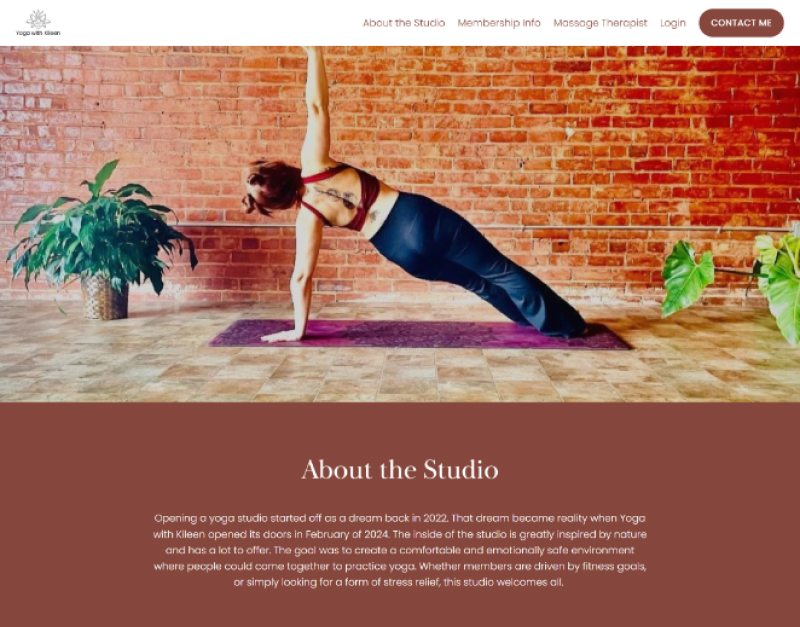 Yoga with Kileen
About the Studio
Membership Info
Massage Therapist
Login
CONTACT ME
About the Studio
Opening a yoga studio started off as a dream back in 2022. That dream became reality when Yoga
with Kileen opened its doors in February of 2024. The inside of the studio is greatly inspired by nature
and has a lot to offer. The goal was to create a comfortable and emotionally safe environment
where people could come together to practice yoga. Whether members are driven by fitness goals,
or simply looking for a form of stress relief, this studio welcomes all.